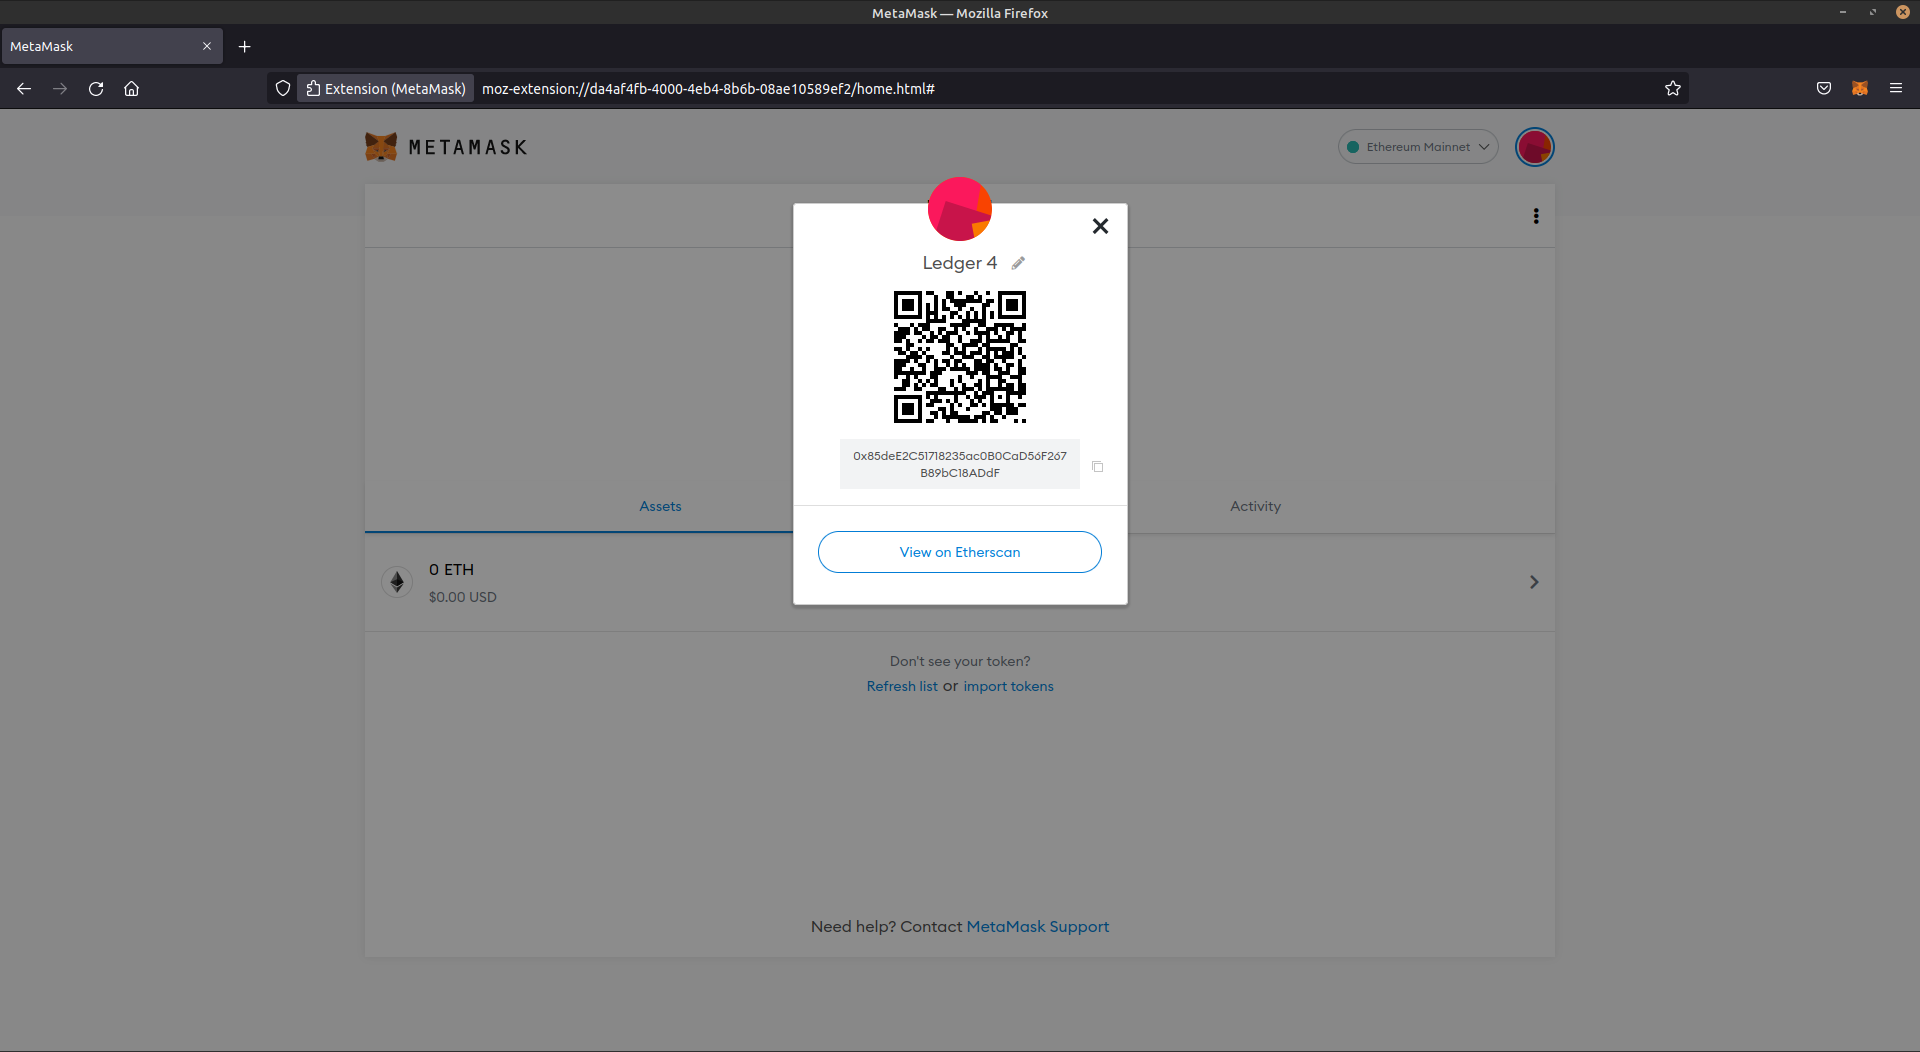 MetaMask — Mozilla Firefox
MetaMask
Extension (MetaMask)
moz-extension://da4af4fb-4000-4eb4-8b6b-08ae10589ef2/home.html#
METAMASK
Ethereum Mainnet
Ledger 4
0x85deE2C51718235ac0B0CaD56F267
B89bC18ADdF
Assets
Activity
View on Etherscan
0 ETH
$0.00 USD
Don't see your token?
Refresh list or import tokens
Need help? Contact MetaMask Support